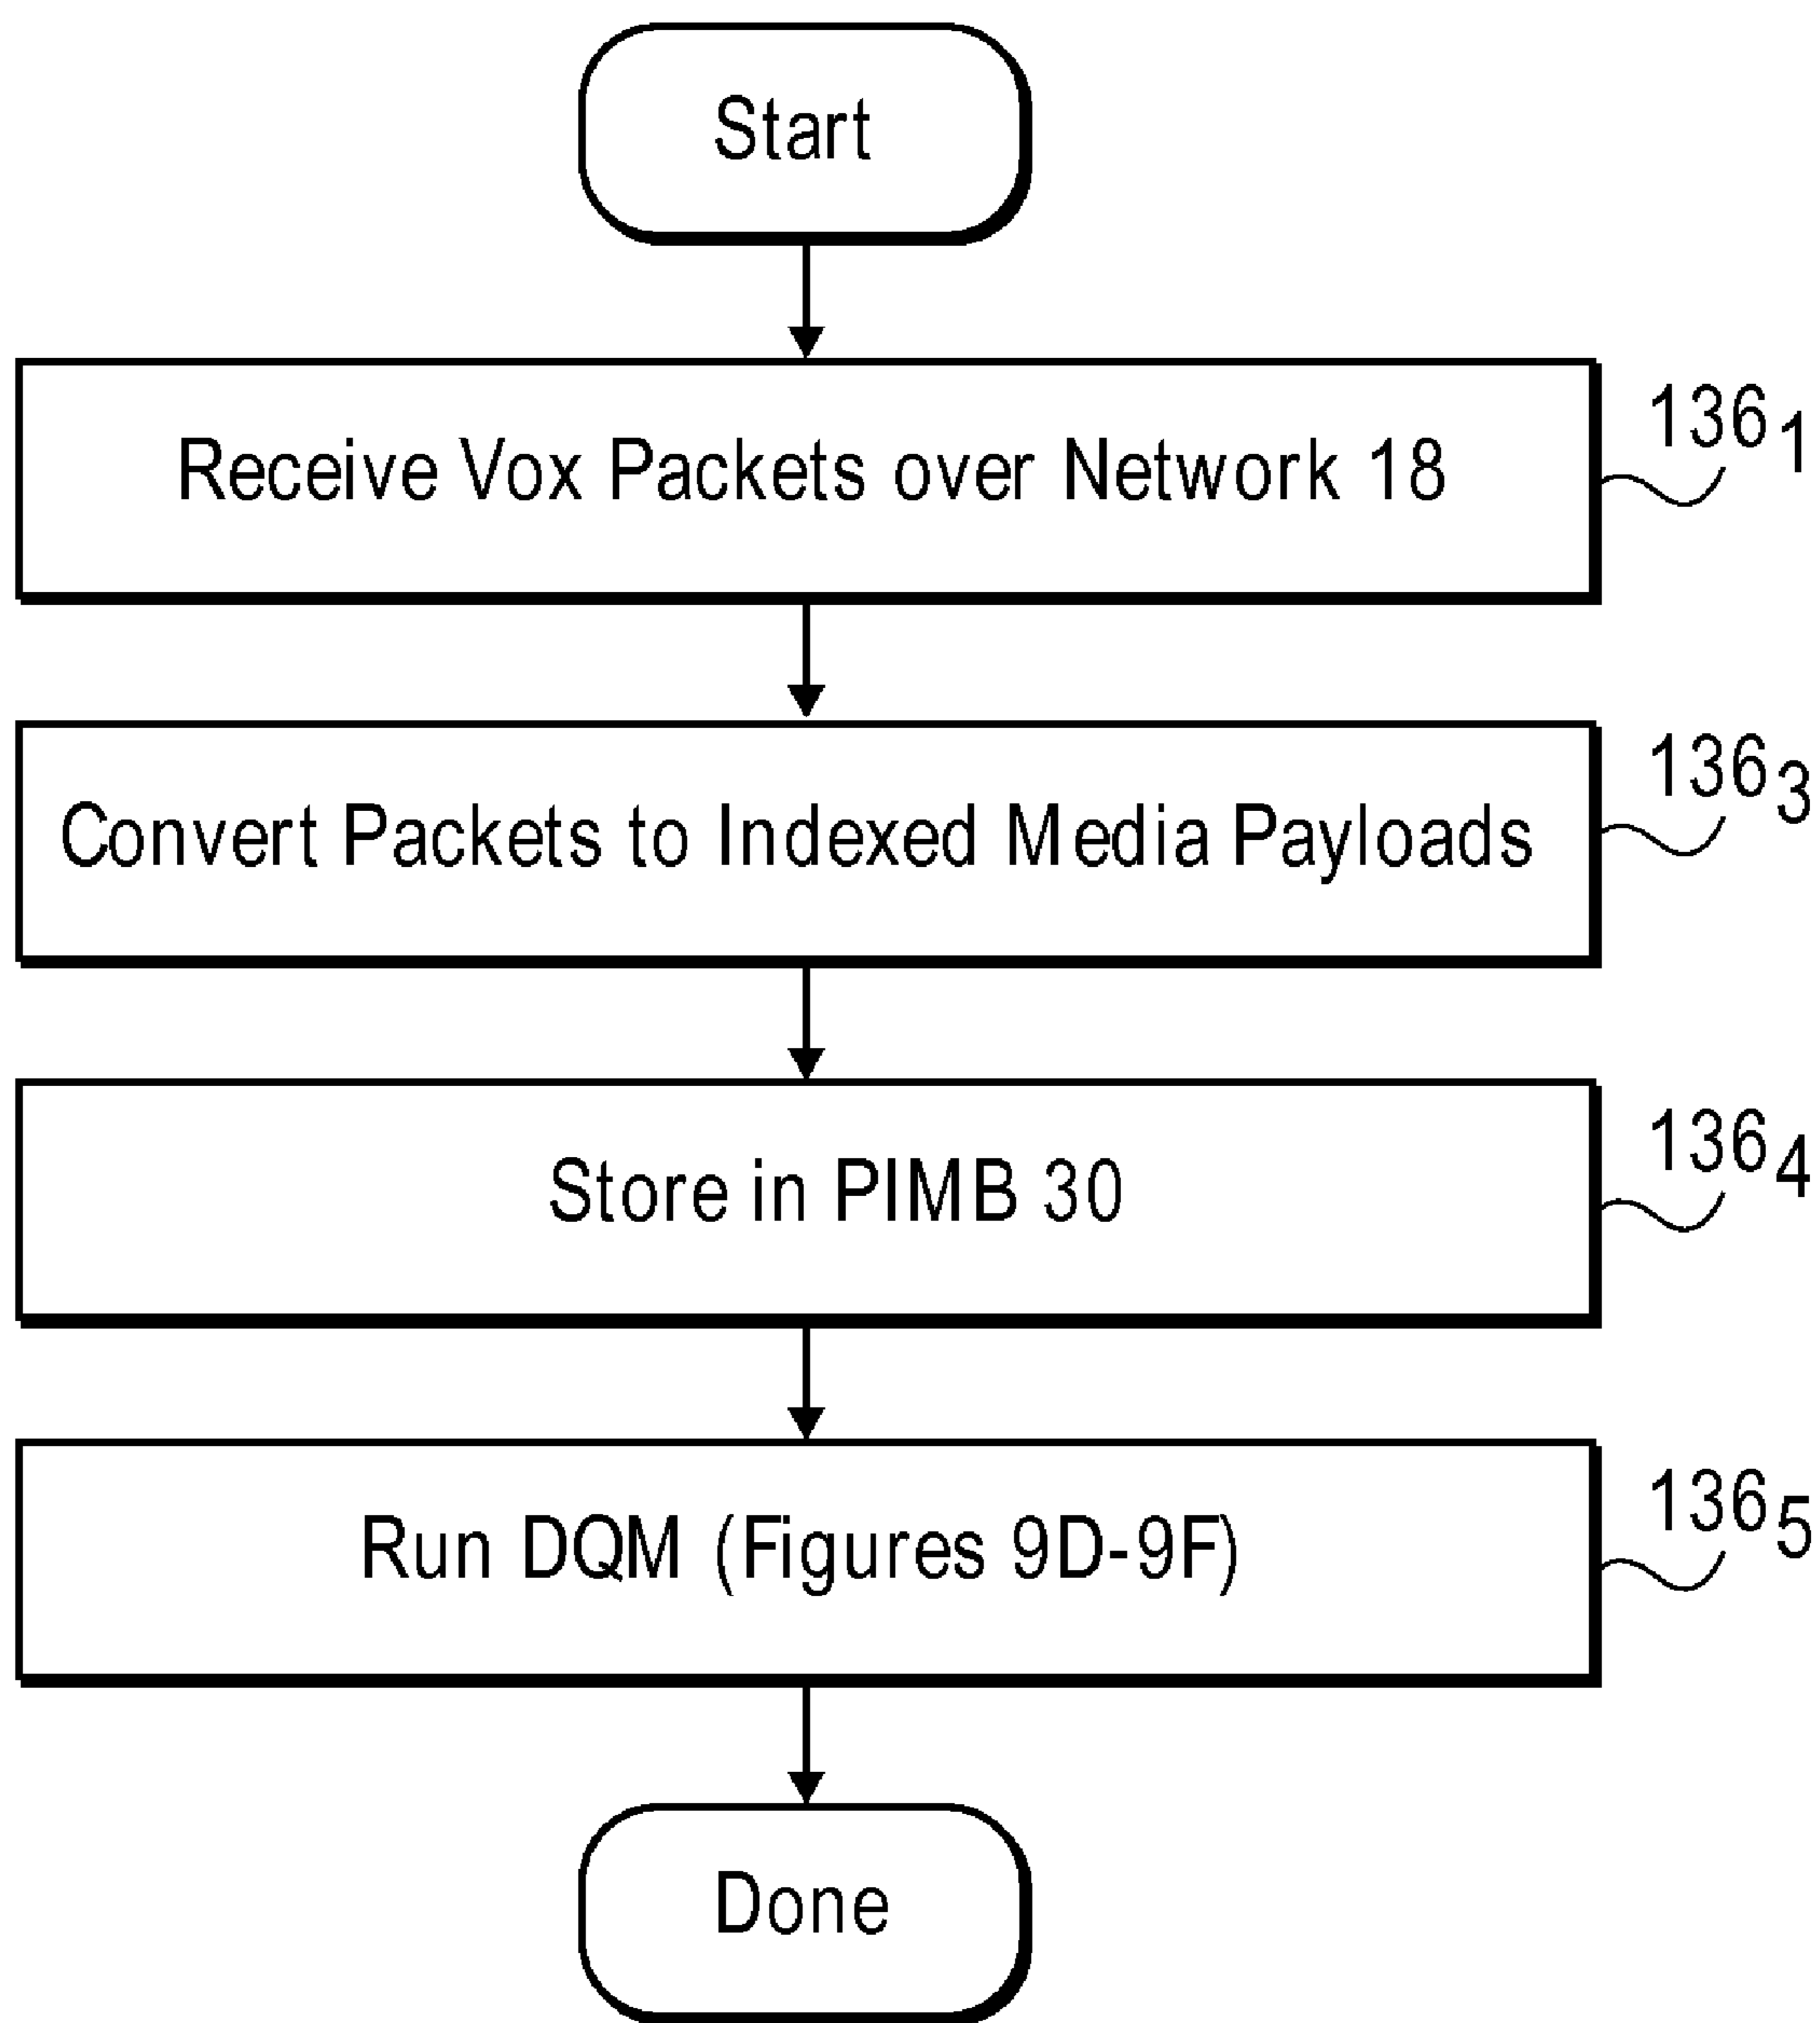 Start
Receive Vox Packets over Network 18
136₁
Convert Packets to Indexed Media Payloads
136₃
Store in PIMB 30
136₄
Run DQM (Figures 9D-9F)
136₅
Done